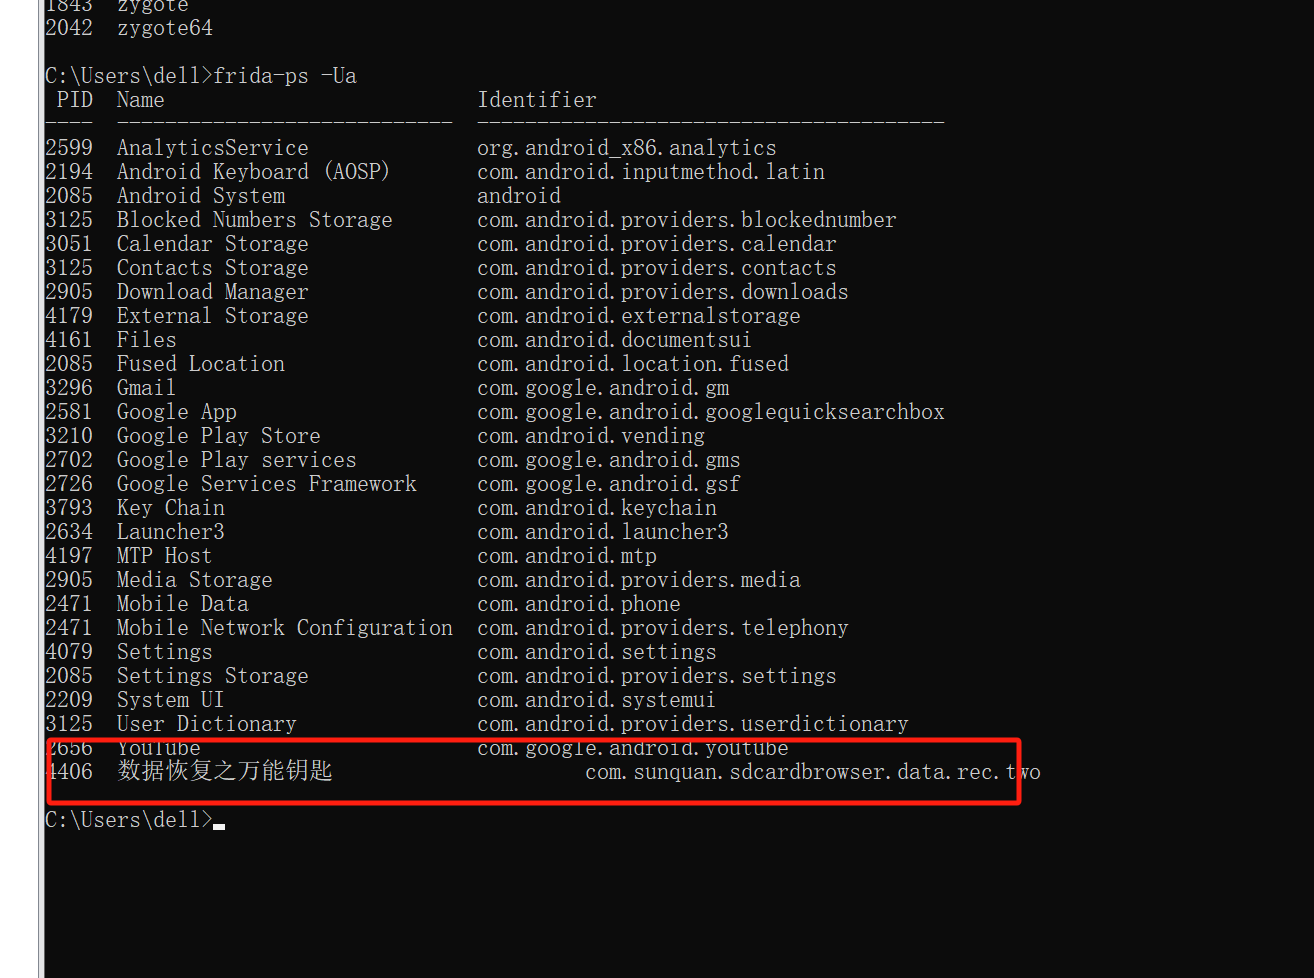 1843  zygote
2042  zygote64
C:\Users\dell>frida-ps -Ua
 PID  Name                          Identifier
----  ----------------------------  ---------------------------------------
2599  AnalyticsService              org.android_x86.analytics
2194  Android Keyboard (AOSP)       com.android.inputmethod.latin
2085  Android System                android
3125  Blocked Numbers Storage       com.android.providers.blockednumber
3051  Calendar Storage              com.android.providers.calendar
3125  Contacts Storage              com.android.providers.contacts
2905  Download Manager              com.android.providers.downloads
4179  External Storage              com.android.externalstorage
4161  Files                         com.android.documentsui
2085  Fused Location                com.android.location.fused
3296  Gmail                         com.google.android.gm
2581  Google App                    com.google.android.googlequicksearchbox
3210  Google Play Store             com.android.vending
2702  Google Play services          com.google.android.gms
2726  Google Services Framework     com.google.android.gsf
3793  Key Chain                     com.android.keychain
2634  Launcher3                     com.android.launcher3
4197  MTP Host                      com.android.mtp
2905  Media Storage                 com.android.providers.media
2471  Mobile Data                   com.android.phone
2471  Mobile Network Configuration  com.android.providers.telephony
4079  Settings                      com.android.settings
2085  Settings Storage              com.android.providers.settings
2209  System UI                     com.android.systemui
3125  User Dictionary               com.android.providers.userdictionary
2656  YouTube                       com.google.android.youtube
4406  数据恢复之万能钥匙                     com.sunquan.sdcardbrowser.data.rec.two
C:\Users\dell>